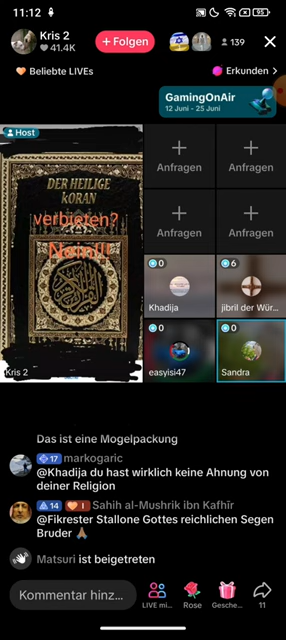 11:12
95
Kris 2
41.4K
+ Folgen
139
Beliebte LIVEs
Erkunden >
GamingOnAir
12 Juni - 25 Juni
Host
DER HEILIGE
kORAN
verbieten?
Nein!!!
Kris 2
Anfragen
Anfragen
Anfragen
Anfragen
0
Khadija
6
jibril der Wür...
0
easyisi47
0
Sandra
Das ist eine Mogelpackung
17 markogaric
@Khadija du hast wirklich keine Ahnung von
deiner Religion
14 I Sahih al-Mushrik ibn Kafhīr
@Fikrester Stallone Gottes reichlichen Segen
Bruder 🙏🏽
Matsuri ist beigetreten
Kommentar hinz...
LIVE mi...
Rose
Gesche...
11